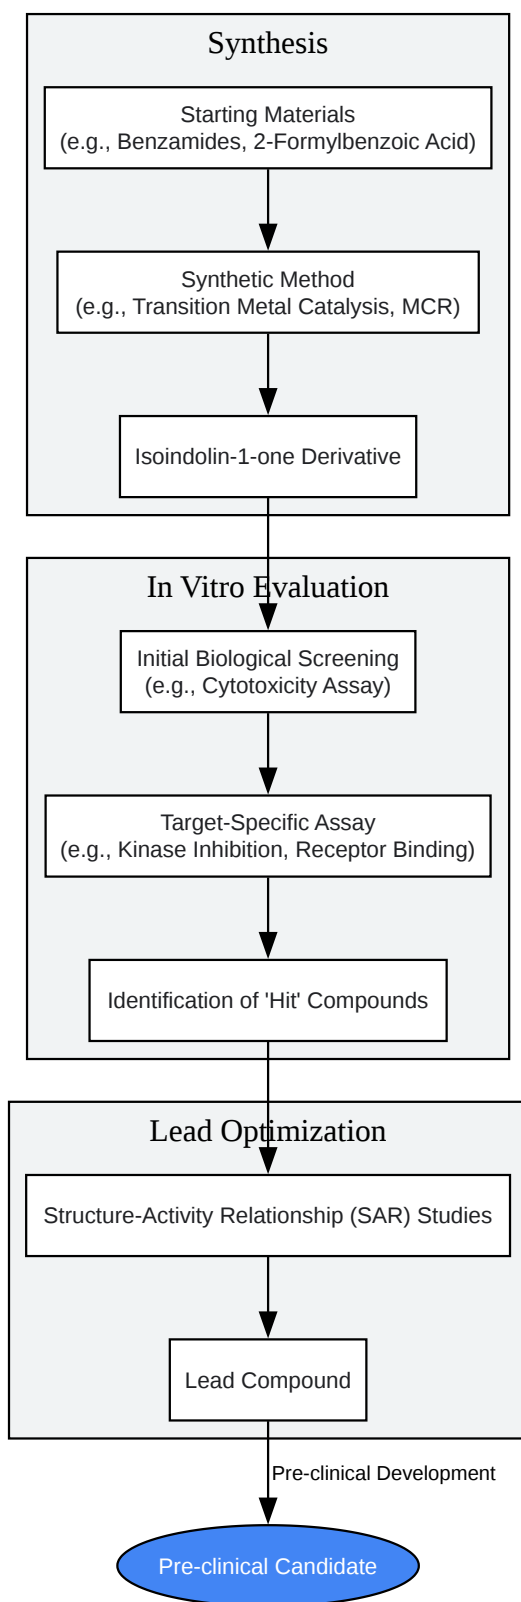 Synthesis
Starting Materials
(e.g., Benzamides, 2-Formylbenzoic Acid)
Synthetic Method
(e.g., Transition Metal Catalysis, MCR)
Isoindolin-1-one Derivative
In Vitro Evaluation
Initial Biological Screening
(e.g., Cytotoxicity Assay)
Target-Specific Assay
(e.g., Kinase Inhibition, Receptor Binding)
Identification of 'Hit' Compounds
Lead Optimization
Structure-Activity Relationship (SAR) Studies
Lead Compound
Pre-clinical Development
Pre-clinical Candidate